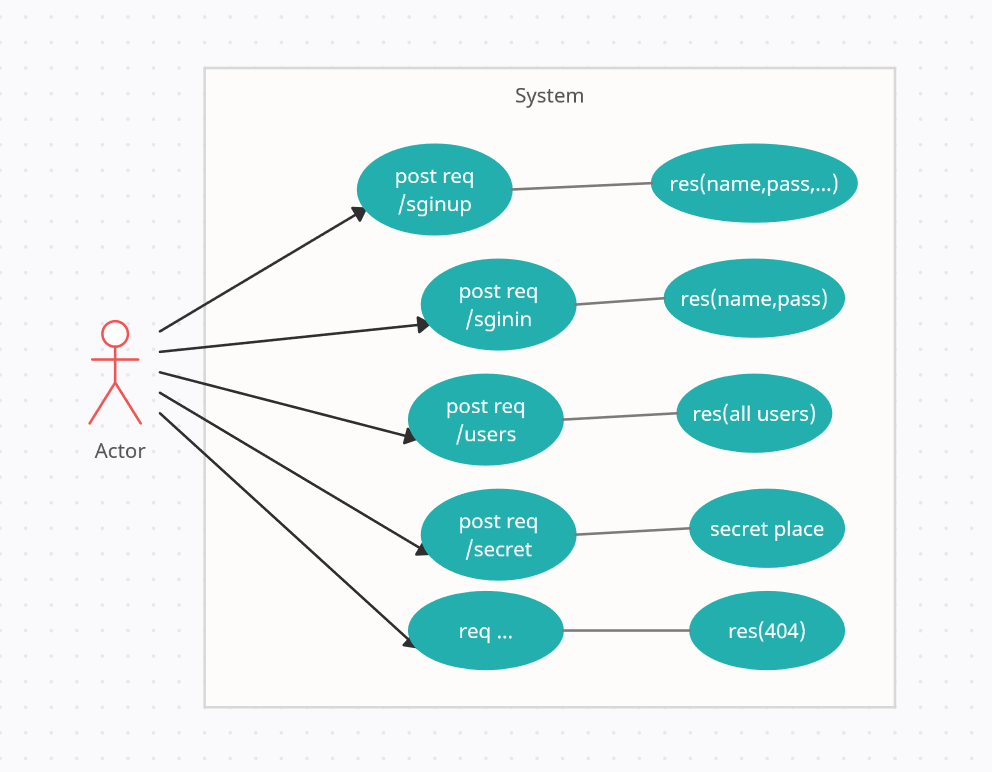 System
post req
/sginup
res(name,pass,...)
post req
/sginin
res(name,pass)
post req
/users
res(all users)
post req
/secret
secret place
req ...
res(404)
Actor